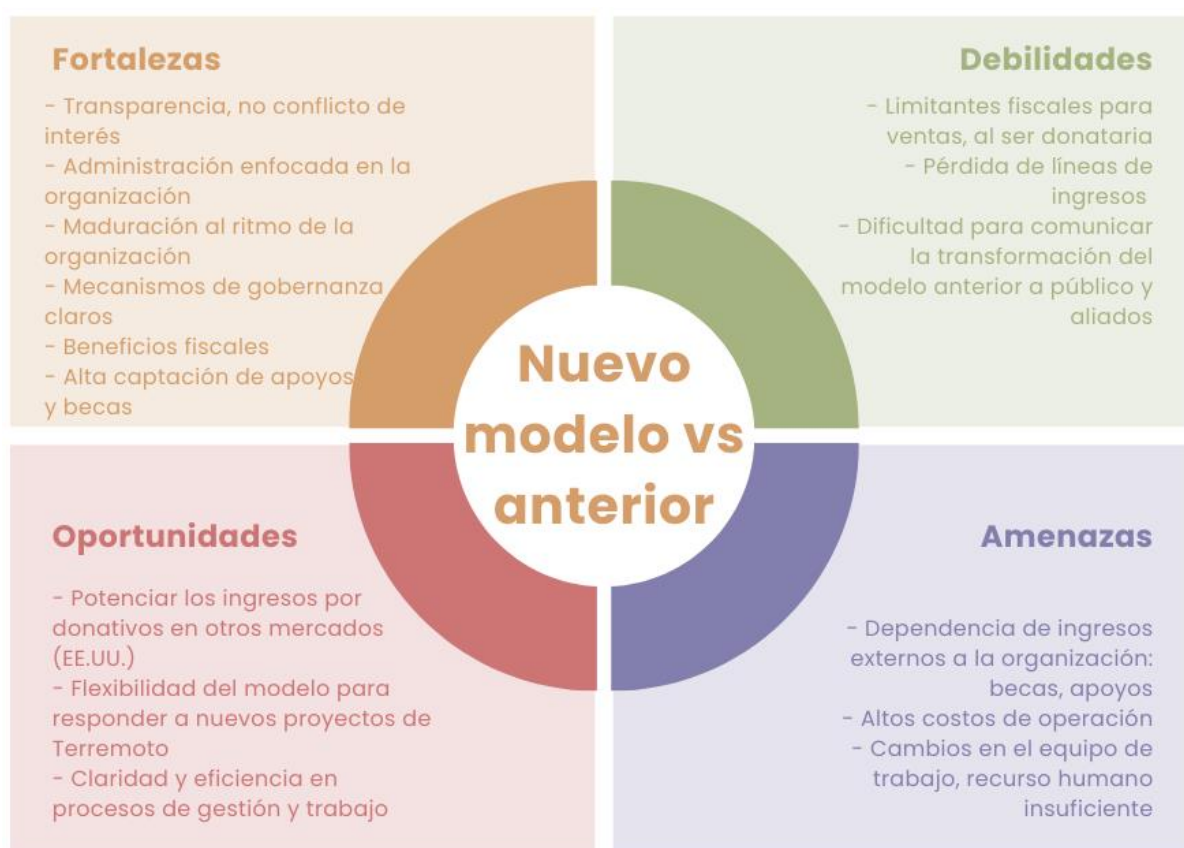 Fortalezas
- Transparencia, no conflicto de
interés
- Administración enfocada en la
organización
- Maduración al ritmo de la
organización
- Mecanismos de gobernanza
claros
- Beneficios fiscales
- Alta captación de apoyos
y becas
Debilidades
- Limitantes fiscales para
ventas, al ser donataria
- Pérdida de líneas de
ingresos
- Dificultad para comunicar
la transformación del
modelo anterior a público y
aliados
Nuevo
modelo vs
anterior
Oportunidades
- Potenciar los ingresos por
donativos en otros mercados
(EE.UU.)
- Flexibilidad del modelo para
responder a nuevos proyectos de
Terremoto
- Claridad y eficiencia en
procesos de gestión y trabajo
Amenazas
- Dependencia de ingresos
externos a la organización:
becas, apoyos
- Altos costos de operación
- Cambios en el equipo de
trabajo, recurso humano
insuficiente